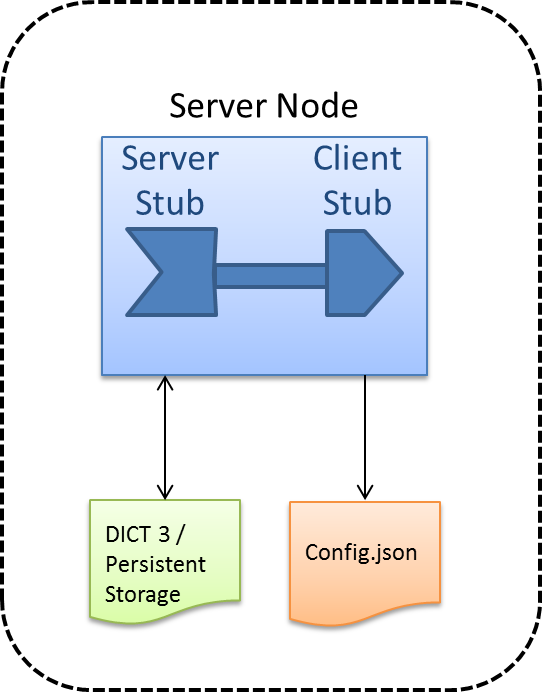 Server Node
Server Stub
Client Stub
DICT 3 /
Persistent
Storage
Config.json